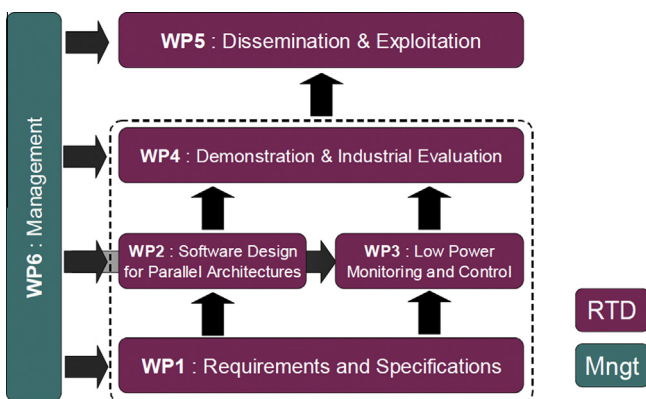 WP5 : Dissemination & Exploitation
WP6 : Management
WP4 : Demonstration & Industrial Evaluation
WP2 : Software Design
for Parallel Architectures
WP3 : Low Power
Monitoring and Control
WP1 : Requirements and Specifications
RTD
Mngt